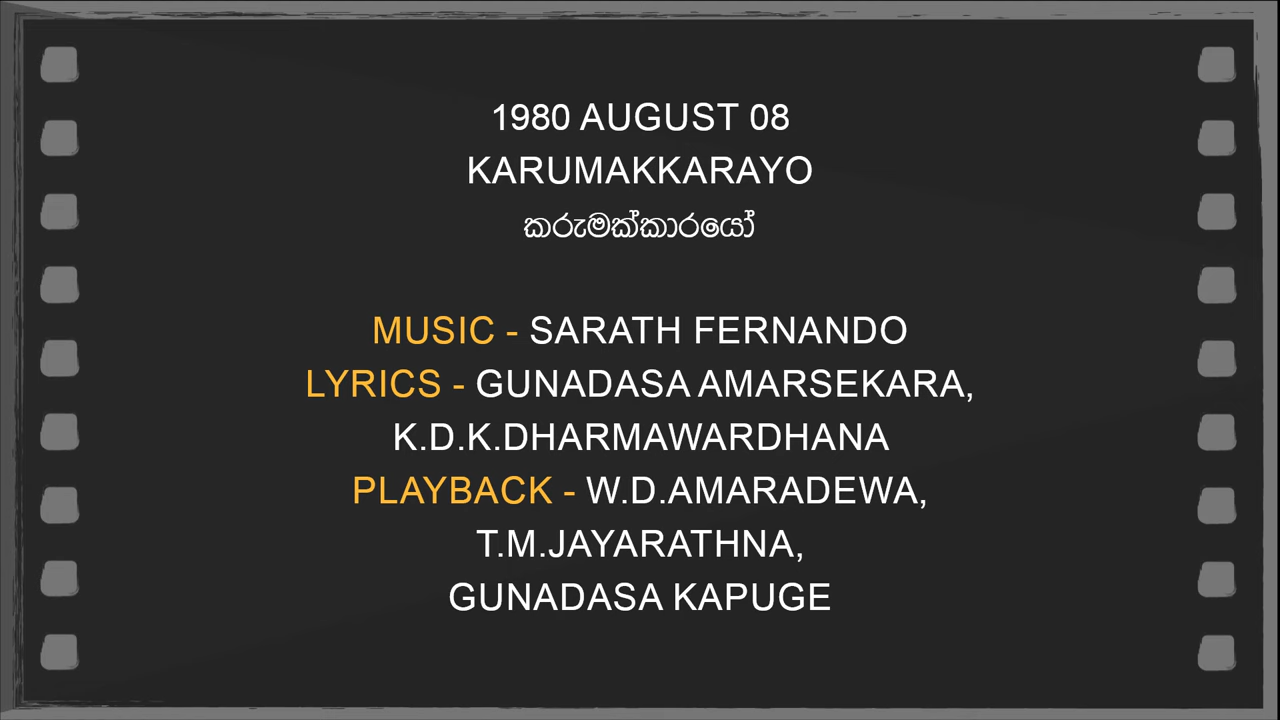 1980 AUGUST 08
KARUMAKKARAYO
කරුමක්කාරයෝ
MUSIC - SARATH FERNANDO
LYRICS - GUNADASA AMARSEKARA,
K.D.K.DHARMAWARDHANA
PLAYBACK - W.D.AMARADEWA,
T.M.JAYARATHNA,
GUNADASA KAPUGE